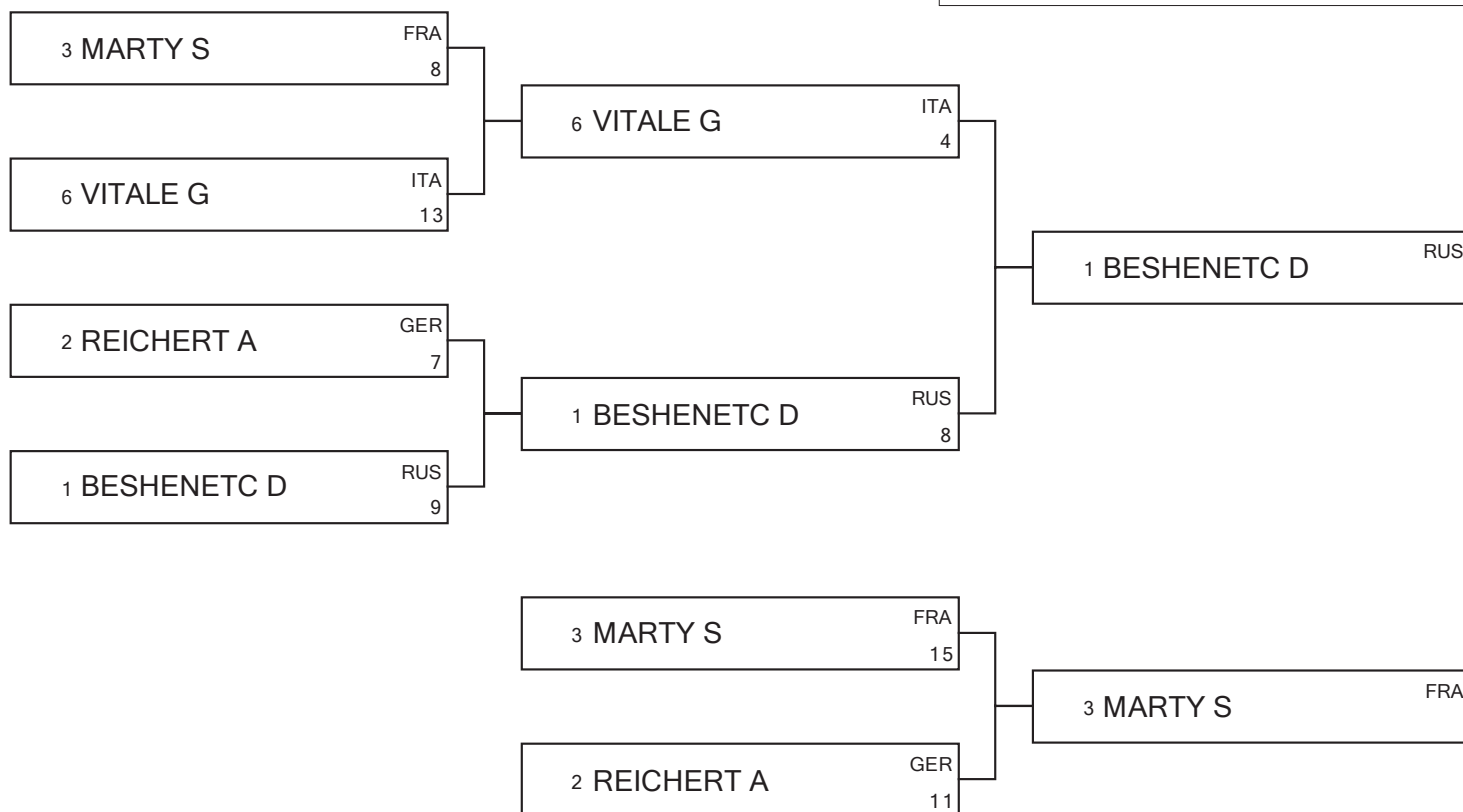 3 MARTY S FRA
8
6 VITALE G ITA
4
6 VITALE G ITA
13
1 BESHENETC D RUS
2 REICHERT A GER
7
1 BESHENETC D RUS
8
1 BESHENETC D RUS
9
3 MARTY S FRA
15
3 MARTY S FRA
2 REICHERT A GER
11